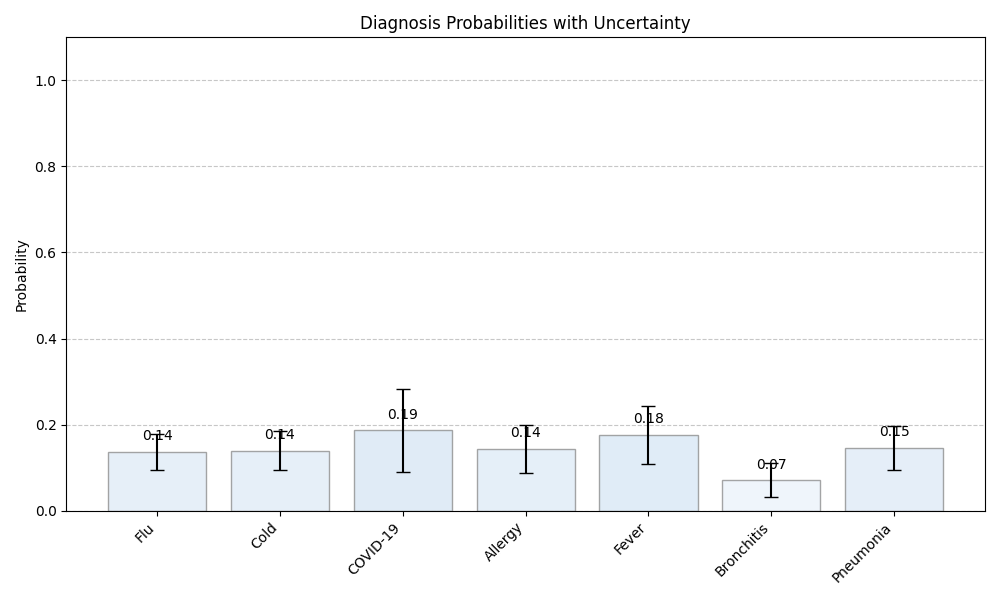 Diagnosis Probabilities with Uncertainty
Probability
1.0
0.8
0.6
0.4
0.2
0.0
0.14
0.14
0.19
0.14
0.18
0.07
0.15
Flu
Cold
COVID-19
Allergy
Fever
Bronchitis
Pneumonia